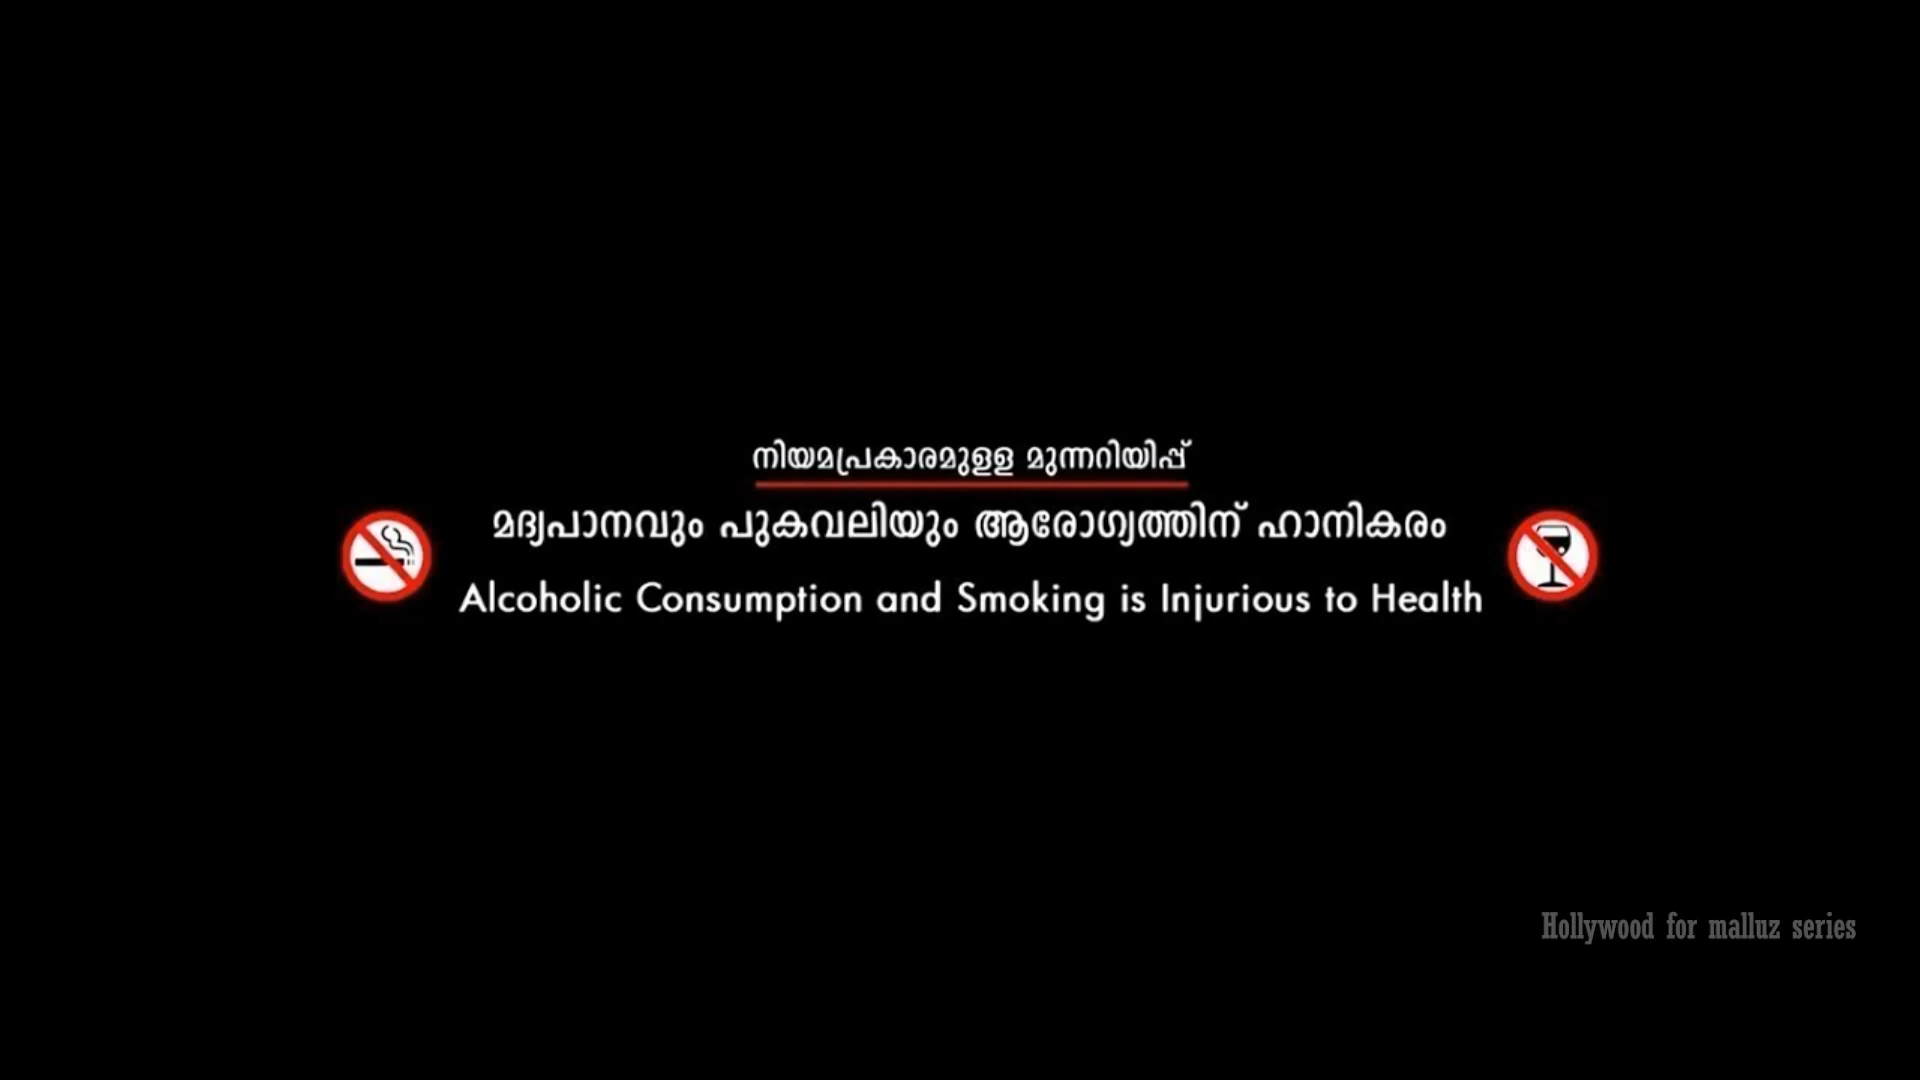 നിയമപ്രകാരമുള്ള മുന്നറിയിപ്പ്
മദ്യപാനവും പുകവലിയും ആരോഗ്യത്തിന് ഹാനികരം
Alcoholic Consumption and Smoking is Injurious to Health
Hollywood for malluz series